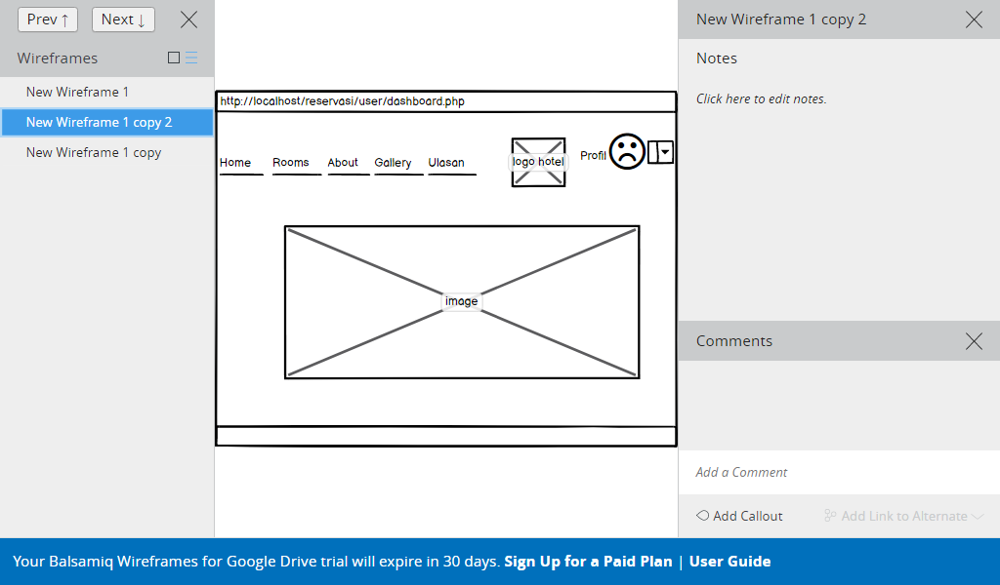 Prev ↑ Next ↓
Wireframes
New Wireframe 1
New Wireframe 1 copy 2
New Wireframe 1 copy
http://localhost/reservasi/user/dashboard.php
Home Rooms About Gallery Ulasan logo hotel Profil
image
New Wireframe 1 copy 2
Notes
Click here to edit notes.
Comments
Add a Comment
Add Callout Add Link to Alternate
Your Balsamiq Wireframes for Google Drive trial will expire in 30 days. Sign Up for a Paid Plan | User Guide